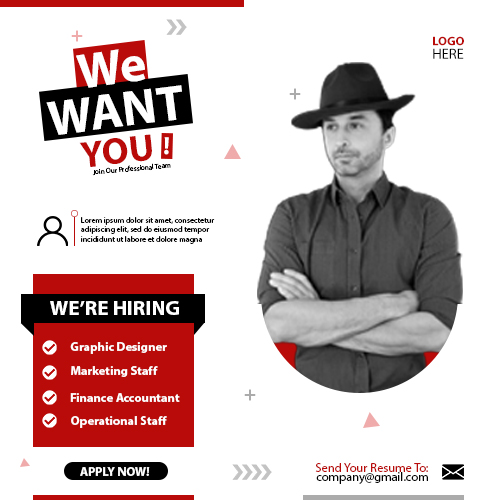 We
WANT
YOU !
Join Our Professional Team
LOGO
HERE
Lorem ipsum dolor sit amet, consectetur
adipiscing elit, sed do eiusmod tempor
incididunt ut labore et dolore magna
WE'RE HIRING
Graphic Designer
Marketing Staff
Finance Accountant
Operational Staff
APPLY NOW!
Send Your Resume To:
company@gmail.com